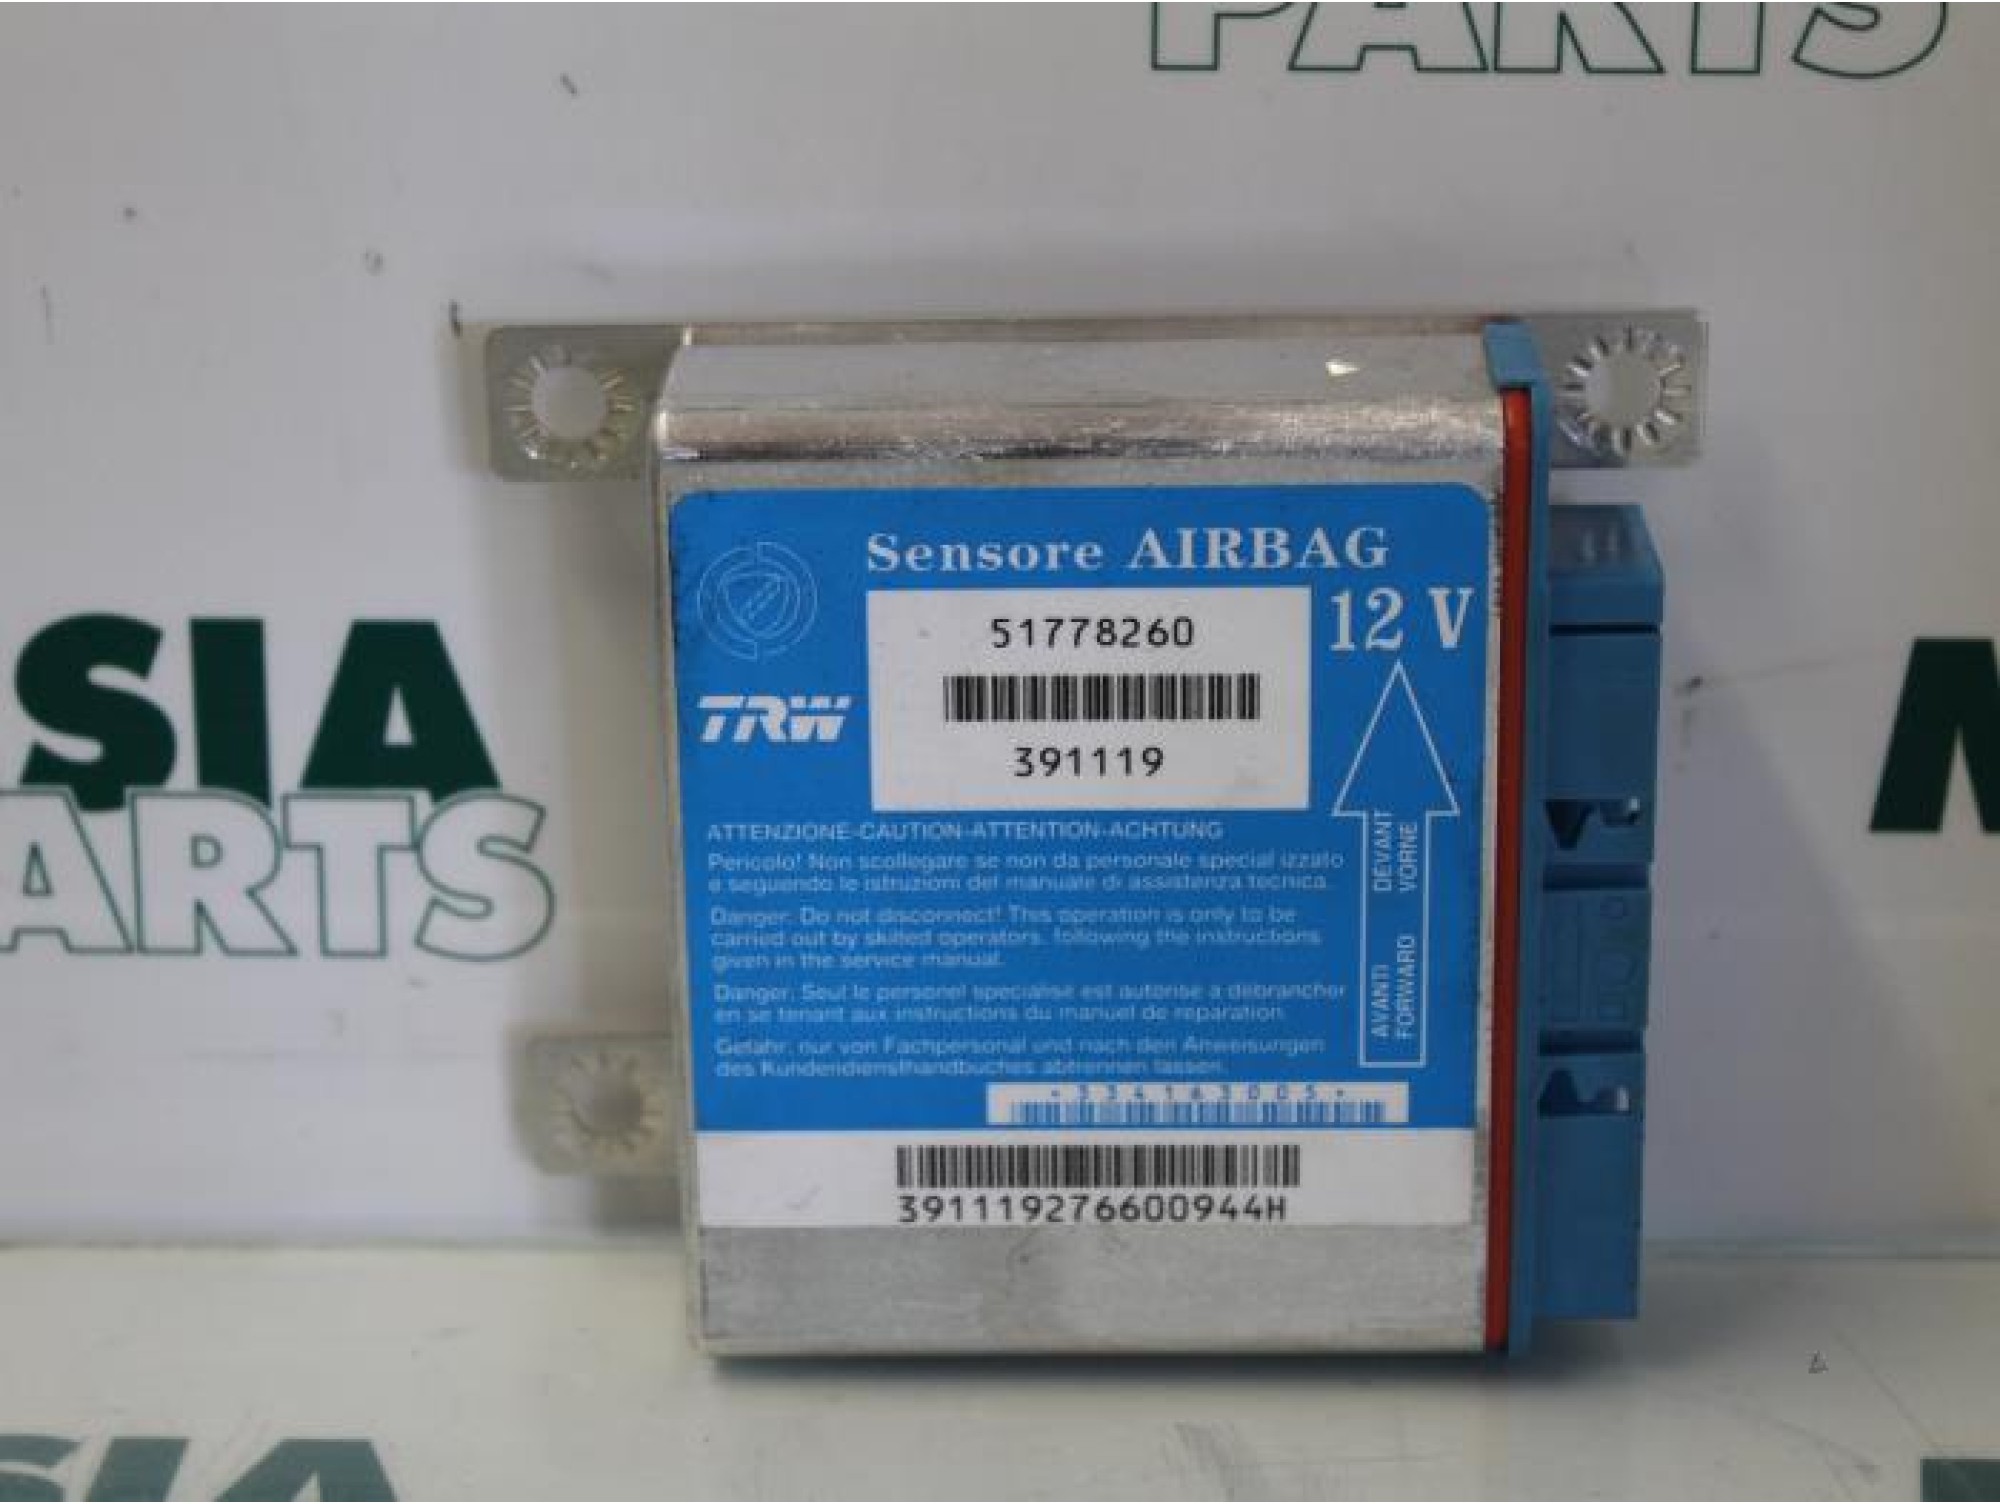 PARTS
SIA
PARTS
Sensore AIRBAG
12 V
51778260
TRW
391119
ATTENZIONE-CAUTION-ATTENTION-ACHTUNG
Pericolo! Non scollegare se non da personale special izzato
e seguendo le istruzioni del manuale di assistenza tecnica.
Danger: Do not disconnect! This operation is only to be
carried out by skilled operators, following the instructions
given in the service manual.
Danger: Seul le personel specialise est autorise a debrancher
en se tenant aux instructions du manuel de reparation.
Gefahr: nur von Fachpersonal und nach den Anweisungen
des Kundendiensthandbuches abtrennen lassen.
AVANTI DEVANT
FORWARD VORNE
*334163005*
391119276600944H
SIA